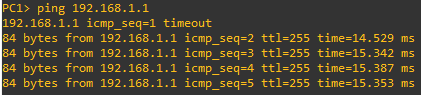 PC1> ping 192.168.1.1
192.168.1.1 icmp_seq=1 timeout
84 bytes from 192.168.1.1 icmp_seq=2 ttl=255 time=14.529 ms
84 bytes from 192.168.1.1 icmp_seq=3 ttl=255 time=15.342 ms
84 bytes from 192.168.1.1 icmp_seq=4 ttl=255 time=15.387 ms
84 bytes from 192.168.1.1 icmp_seq=5 ttl=255 time=15.353 ms